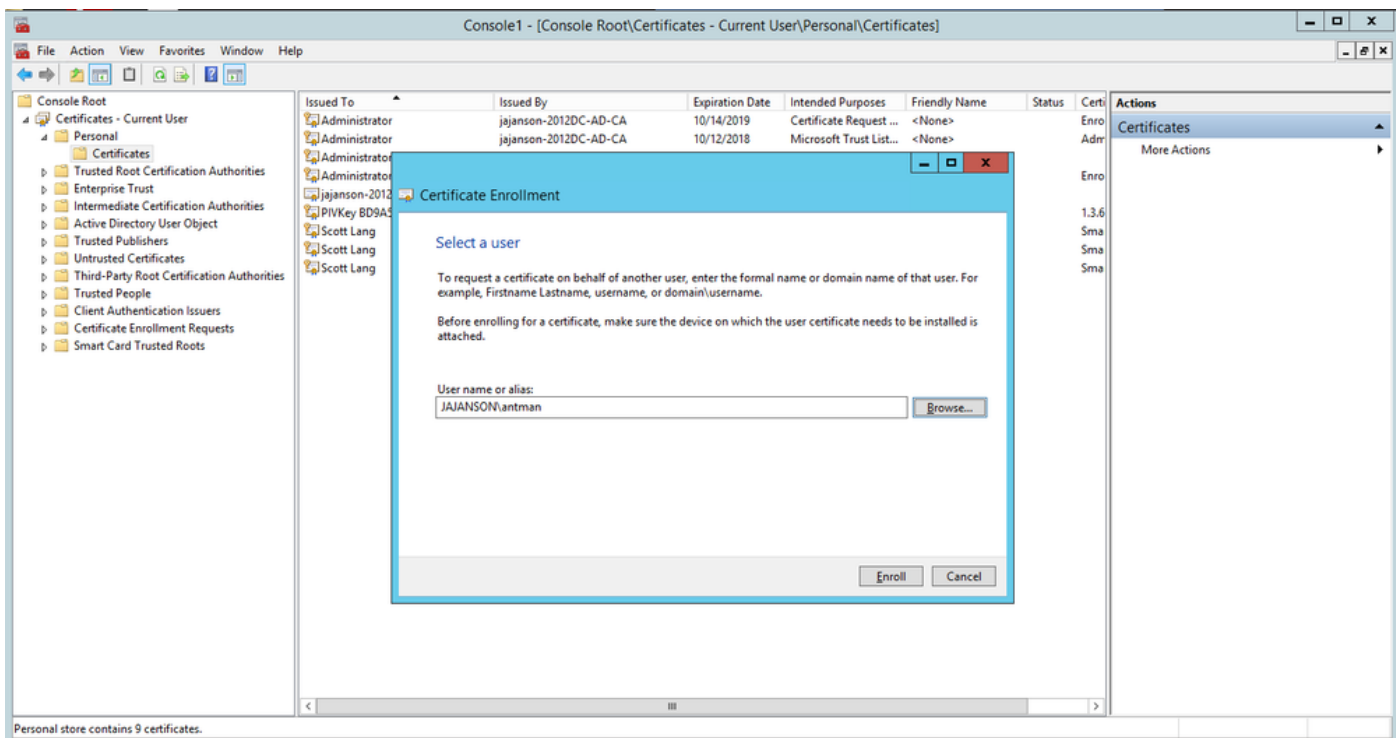 Console1 - [Console Root\Certificates - Current User\Personal\Certificates]
File Action View Favorites Window Help
Console Root
Certificates - Current User
Personal
Certificates
Trusted Root Certification Authorities
Enterprise Trust
Intermediate Certification Authorities
Active Directory User Object
Trusted Publishers
Untrusted Certificates
Third-Party Root Certification Authorities
Trusted People
Client Authentication Issuers
Certificate Enrollment Requests
Smart Card Trusted Roots
Issued To Issued By Expiration Date Intended Purposes Friendly Name Status Certi
Administrator jajanson-2012DC-AD-CA 10/14/2019 Certificate Request ... <None> Enro
Administrator jajanson-2012DC-AD-CA 10/12/2018 Microsoft Trust List... <None> Adm
Administrator
Administrator Enro
jajanson-2012
PIVKey BD9A5 1.3.6
Scott Lang Sma
Scott Lang Sma
Scott Lang Sma
Certificate Enrollment
Select a user
To request a certificate on behalf of another user, enter the formal name or domain name of that user. For
example, Firstname Lastname, username, or domain\username.
Before enrolling for a certificate, make sure the device on which the user certificate needs to be installed is
attached.
User name or alias:
JAJANSON\antman Browse...
Enroll Cancel
Actions
Certificates
More Actions
Personal store contains 9 certificates.